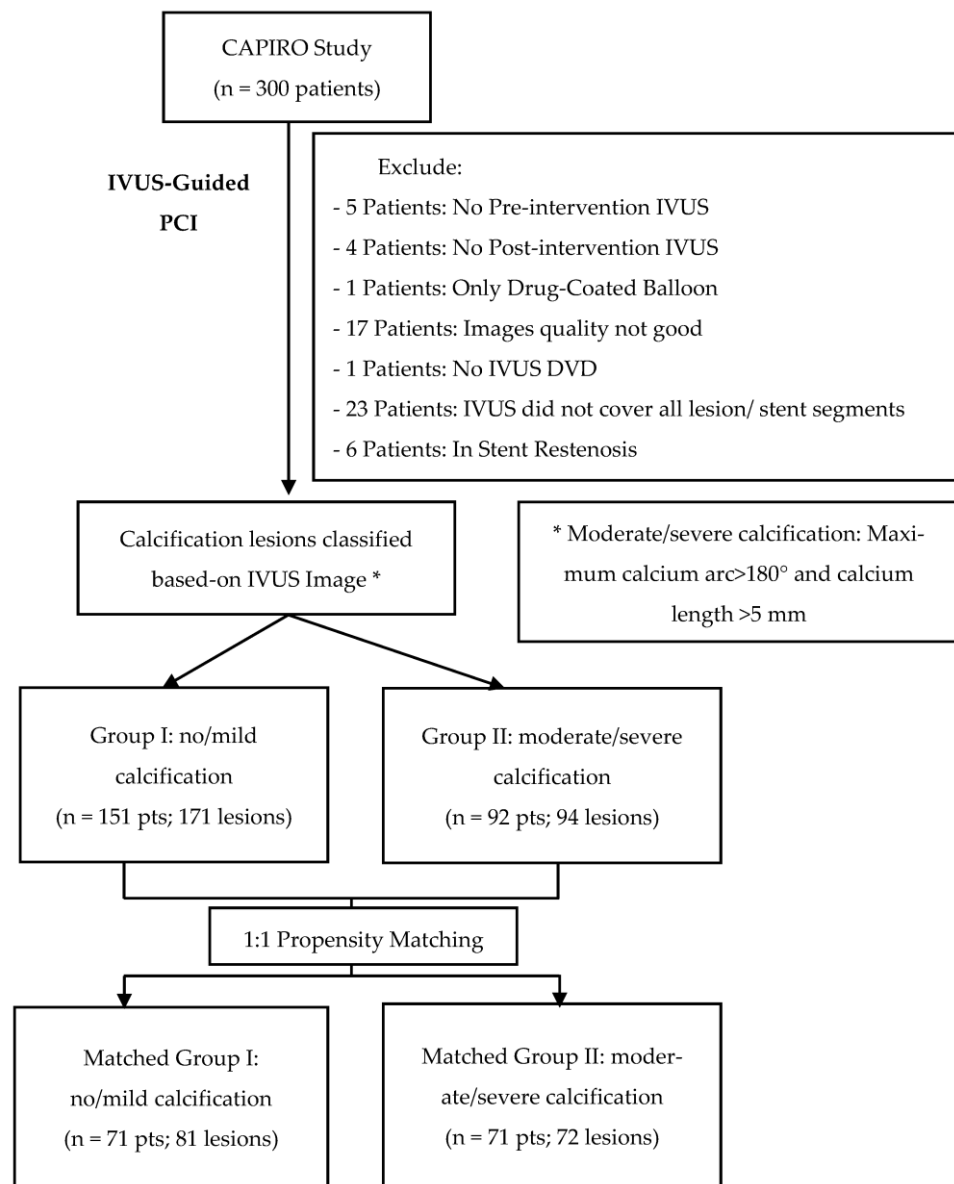 CAPIRO Study
(n = 300 patients)
IVUS-Guided
PCI
Exclude:
- 5 Patients: No Pre-intervention IVUS
- 4 Patients: No Post-intervention IVUS
- 1 Patients: Only Drug-Coated Balloon
- 17 Patients: Images quality not good
- 1 Patients: No IVUS DVD
- 23 Patients: IVUS did not cover all lesion/ stent segments
- 6 Patients: In Stent Restenosis
Calcification lesions classified
based-on IVUS Image *
* Moderate/severe calcification: Maxi-
mum calcium arc>180° and calcium
length >5 mm
Group I: no/mild
calcification
(n = 151 pts; 171 lesions)
Group II: moderate/severe
calcification
(n = 92 pts; 94 lesions)
1:1 Propensity Matching
Matched Group I:
no/mild calcification
(n = 71 pts; 81 lesions)
Matched Group II: moder-
ate/severe calcification
(n = 71 pts; 72 lesions)